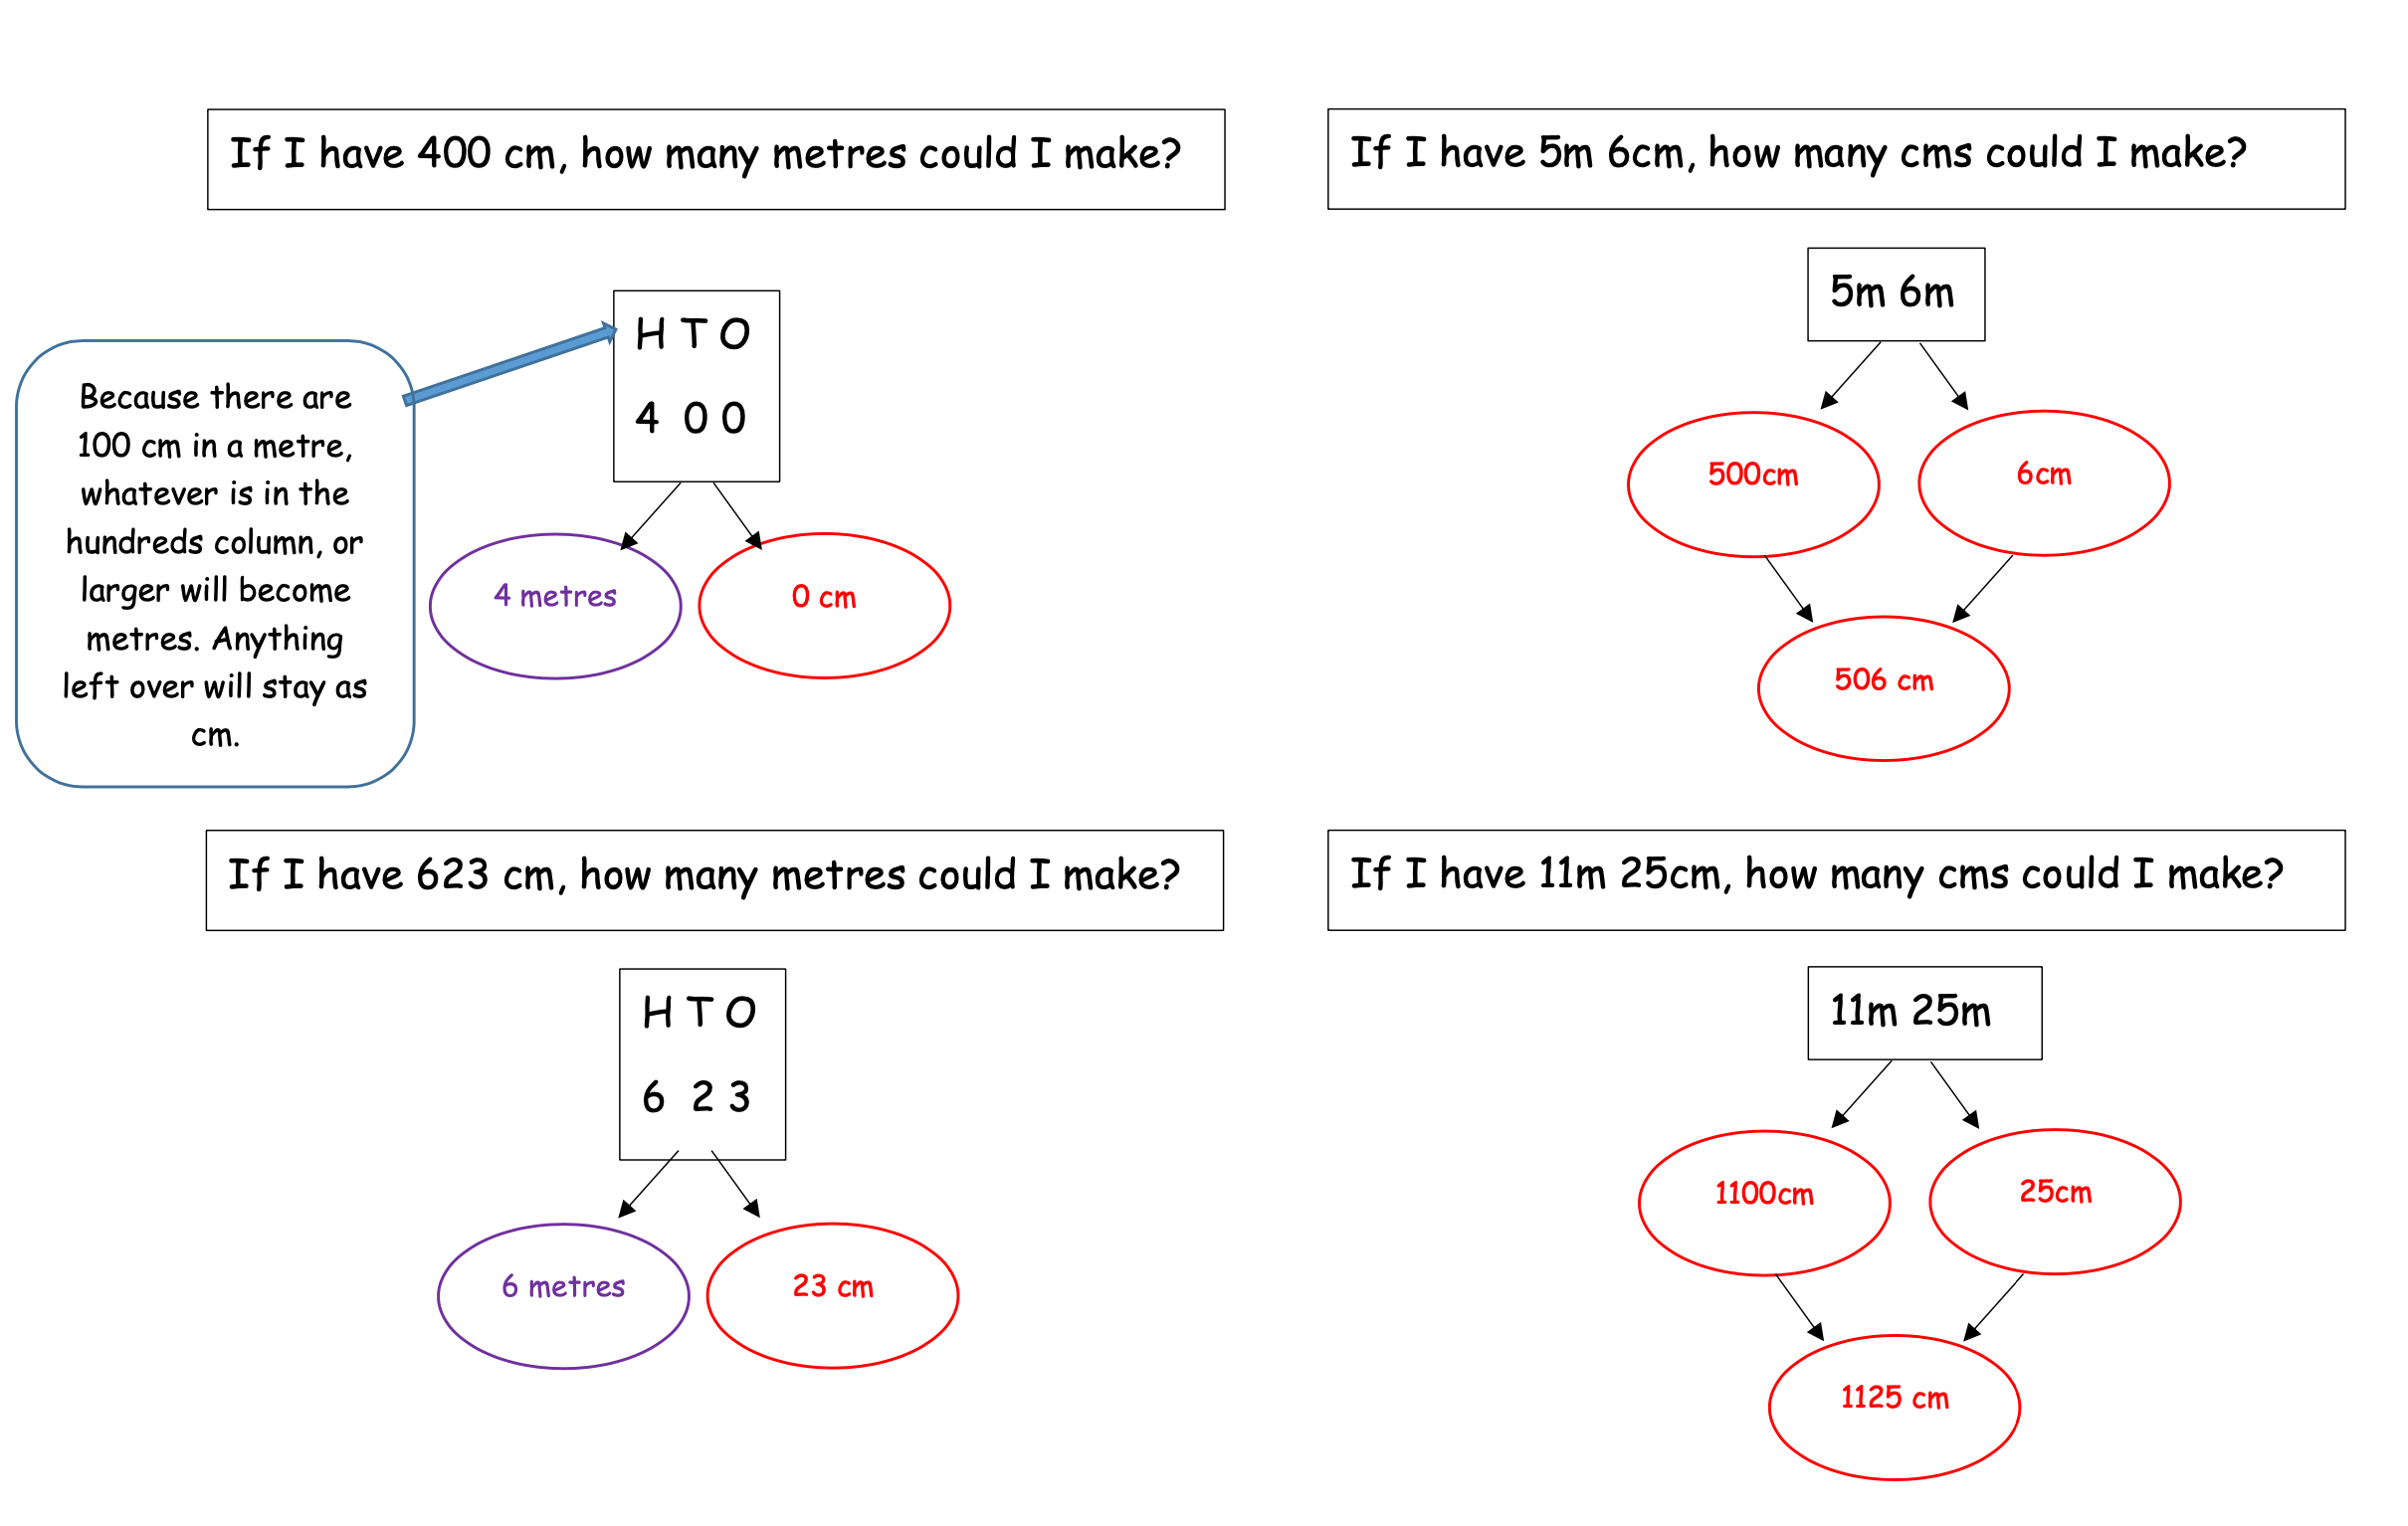 If I have 400 cm, how many metres could I make?
H T O
4 0 0
Because there are
100 cm in a metre,
whatever is in the
hundreds column, or
larger will become
metres. Anything
left over will stay as
cm.
4 metres
0 cm
If I have 5m 6cm, how many cms could I make?
5m 6m
500cm
6cm
506 cm
If I have 623 cm, how many metres could I make?
H T O
6 2 3
6 metres
23 cm
If I have 11m 25cm, how many cms could I make?
11m 25m
1100cm
25cm
1125 cm